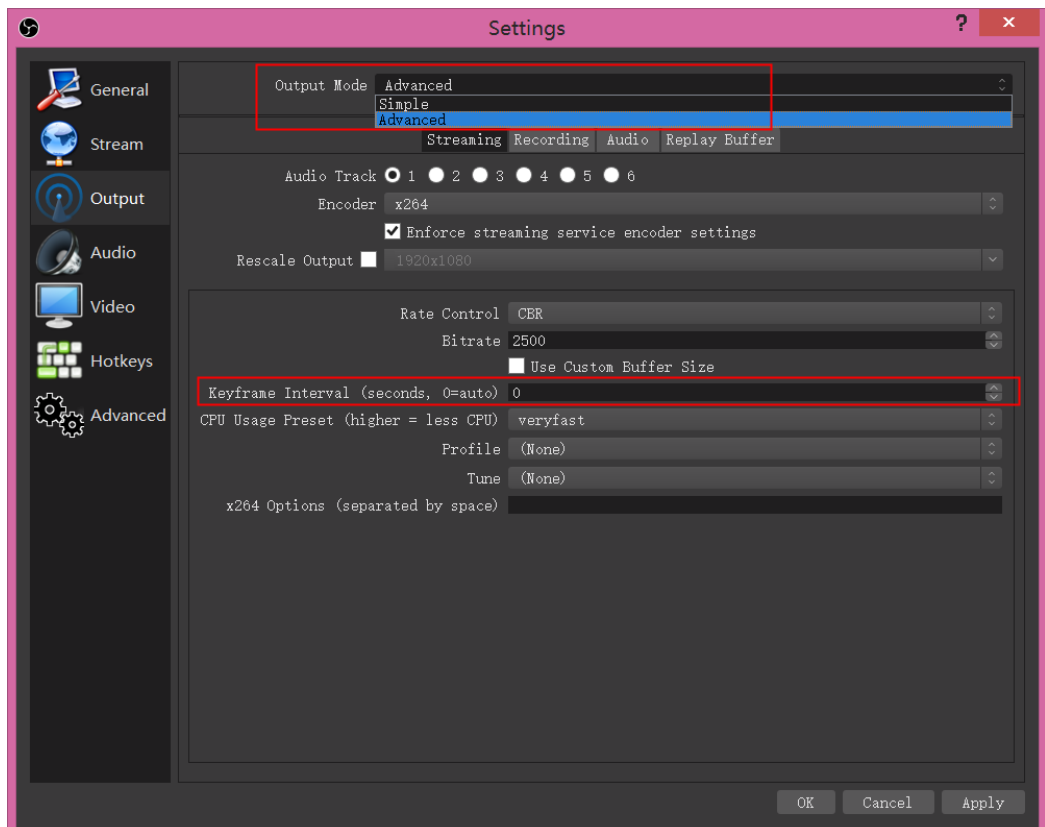 Settings
?
×
General
Stream
Output
Audio
Video
Hotkeys
Advanced
Output Mode Advanced
Simple
Advanced
Streaming Recording Audio Replay Buffer
Audio Track 1 2 3 4 5 6
Encoder x264
Enforce streaming service encoder settings
Rescale Output 1920x1080
Rate Control CBR
Bitrate 2500
Use Custom Buffer Size
Keyframe Interval (seconds, 0=auto) 0
CPU Usage Preset (higher = less CPU) veryfast
Profile (None)
Tune (None)
x264 Options (separated by space)
OK Cancel Apply